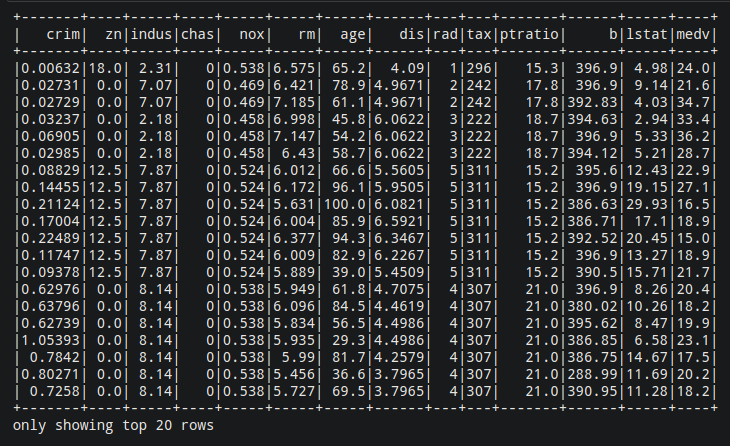 +-------+----+-----+----+-----+-----+-----+------+---+---+-------+------+-----+----+
|   crim|  zn|indus|chas|  nox|   rm|  age|   dis|rad|tax|ptratio|     b|lstat|medv|
+-------+----+-----+----+-----+-----+-----+------+---+---+-------+------+-----+----+
|0.00632|18.0| 2.31|   0|0.538|6.575| 65.2|  4.09|  1|296|   15.3| 396.9| 4.98|24.0|
|0.02731| 0.0| 7.07|   0|0.469|6.421| 78.9|4.9671|  2|242|   17.8| 396.9| 9.14|21.6|
|0.02729| 0.0| 7.07|   0|0.469|7.185| 61.1|4.9671|  2|242|   17.8|392.83| 4.03|34.7|
|0.03237| 0.0| 2.18|   0|0.458|6.998| 45.8|6.0622|  3|222|   18.7|394.63| 2.94|33.4|
|0.06905| 0.0| 2.18|   0|0.458|7.147| 54.2|6.0622|  3|222|   18.7| 396.9| 5.33|36.2|
|0.02985| 0.0| 2.18|   0|0.458| 6.43| 58.7|6.0622|  3|222|   18.7|394.12| 5.21|28.7|
|0.08829|12.5| 7.87|   0|0.524|6.012| 66.6|5.5605|  5|311|   15.2| 395.6|12.43|22.9|
|0.14455|12.5| 7.87|   0|0.524|6.172| 96.1|5.9505|  5|311|   15.2| 396.9|19.15|27.1|
|0.21124|12.5| 7.87|   0|0.524|5.631|100.0|6.0821|  5|311|   15.2|386.63|29.93|16.5|
|0.17004|12.5| 7.87|   0|0.524|6.004| 85.9|6.5921|  5|311|   15.2|386.71| 17.1|18.9|
|0.22489|12.5| 7.87|   0|0.524|6.377| 94.3|6.3467|  5|311|   15.2|392.52|20.45|15.0|
|0.11747|12.5| 7.87|   0|0.524|6.009| 82.9|6.2267|  5|311|   15.2| 396.9|13.27|18.9|
|0.09378|12.5| 7.87|   0|0.524|5.889| 39.0|5.4509|  5|311|   15.2| 390.5|15.71|21.7|
|0.62976| 0.0| 8.14|   0|0.538|5.949| 61.8|4.7075|  4|307|   21.0| 396.9| 8.26|20.4|
|0.63796| 0.0| 8.14|   0|0.538|6.096| 84.5|4.4619|  4|307|   21.0|380.02|10.26|18.2|
|0.62739| 0.0| 8.14|   0|0.538|5.834| 56.5|4.4986|  4|307|   21.0|395.62| 8.47|19.9|
|1.05393| 0.0| 8.14|   0|0.538|5.935| 29.3|4.4986|  4|307|   21.0|386.85| 6.58|23.1|
| 0.7842| 0.0| 8.14|   0|0.538| 5.99| 81.7|4.2579|  4|307|   21.0|386.75|14.67|17.5|
|0.80271| 0.0| 8.14|   0|0.538|5.456| 36.6|3.7965|  4|307|   21.0|288.99|11.69|20.2|
| 0.7258| 0.0| 8.14|   0|0.538|5.727| 69.5|3.7965|  4|307|   21.0|390.95|11.28|18.2|
+-------+----+-----+----+-----+-----+-----+------+---+---+-------+------+-----+----+
only showing top 20 rows